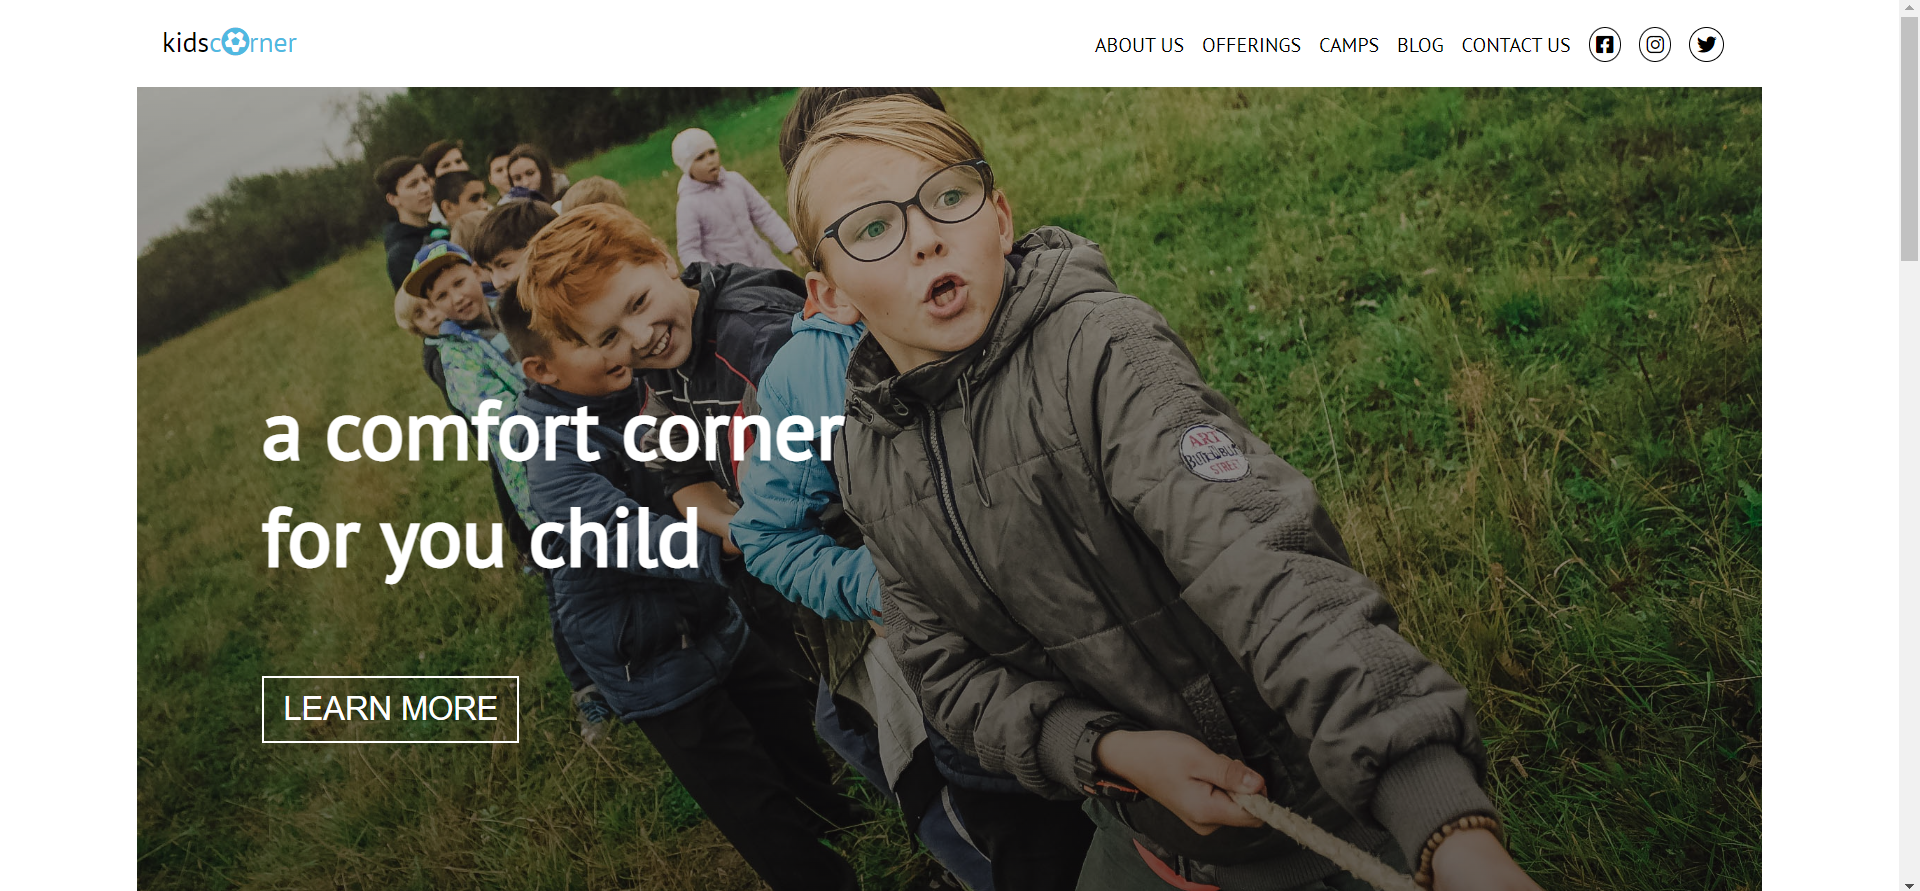 kidscorner
ABOUT US OFFERINGS CAMPS BLOG CONTACT US
a comfort corner
for you child
LEARN MORE
ART
STREET